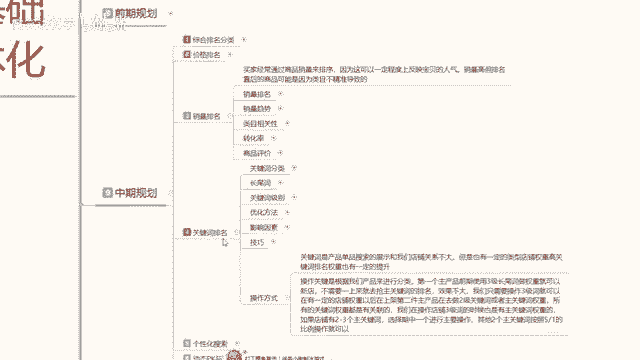 基础
体化
前期规划
综合排名分类
价格排名
买家经常通过商品销量来排序,因为这可以一定程度上反映宝贝的人气。销量高但排名
靠后的商品可能是因为类目不精准导致的
销量排名
销量排名
销量趋势
类目相关性
转化率
商品评价
中期规划
关键词排名
关键词分类
长尾词
关键词级别
优化方法
影响因素
技巧
操作方式
关键词是产品单品搜索的展示和我们店铺关系不大,但是也有一定的类型店铺权重高关
键词排名权重也有一定的提升
操作关键是根据我们产品来进行分类。第一个主产品前期使用3级长尾词做权重就可以
新店,不需要一上来就去抢主关键词的排名,效果不大,我们只需要操作3级词就可以
在有一定的店铺权重以后在上架第二件主产品在去做2级关键词或者主关键词权重,所
有的关键词权重都是有关联的,我们在操作店铺3级词的时候也是有主关键词权重的,
如果店铺有2-3个主关键词,选择期中一个进行主要操作,其他2个主关键词按照5/1的
比例操作就可以
个性化搜索